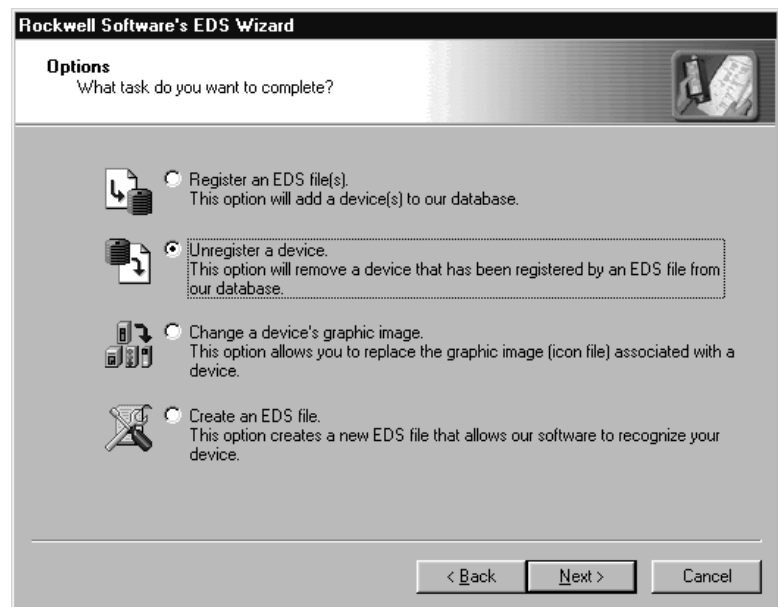 Rockwell Software's EDS Wizard
Options
What task do you want to complete?
Register an EDS file(s).
This option will add a device(s) to our database.
Unregister a device.
This option will remove a device that has been registered by an EDS file from
our database.
Change a device's graphic image.
This option allows you to replace the graphic image (icon file) associated with a
device.
Create an EDS file.
This option creates a new EDS file that allows our software to recognize your
device.
< Back
Next >
Cancel